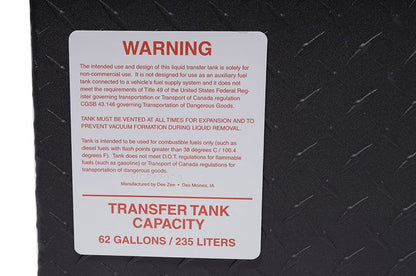 WARNING
The intended use and design of this liquid transfer tank is solely for
non-commercial use. It is not designed for use as an auxiliary fuel
tank connected to a vehicle's fuel supply system and it does not
meet the requirements of Title 49 of the United States Federal Reg-
ister governing transportation or Transport of Canada regulation
CGSB 43.146 governing Transportation of Dangerous Goods.
TANK MUST BE VENTED AT ALL TIMES FOR EXPANSION AND TO
PREVENT VACUUM FORMATION DURING LIQUID REMOVAL.
Tank is intended to be used for combustible fuels only (such as
diesel fuels with flash points greater than 38 degrees C / 100.4
degrees F). Tank does not meet D.O.T. regulations for flammable
fuels (such as gasoline) or Transport of Canada regulations for
transportation of dangerous goods.
Manufactured by Dee Zee • Des Moines, IA
TRANSFER TANK
CAPACITY
62 GALLONS / 235 LITERS